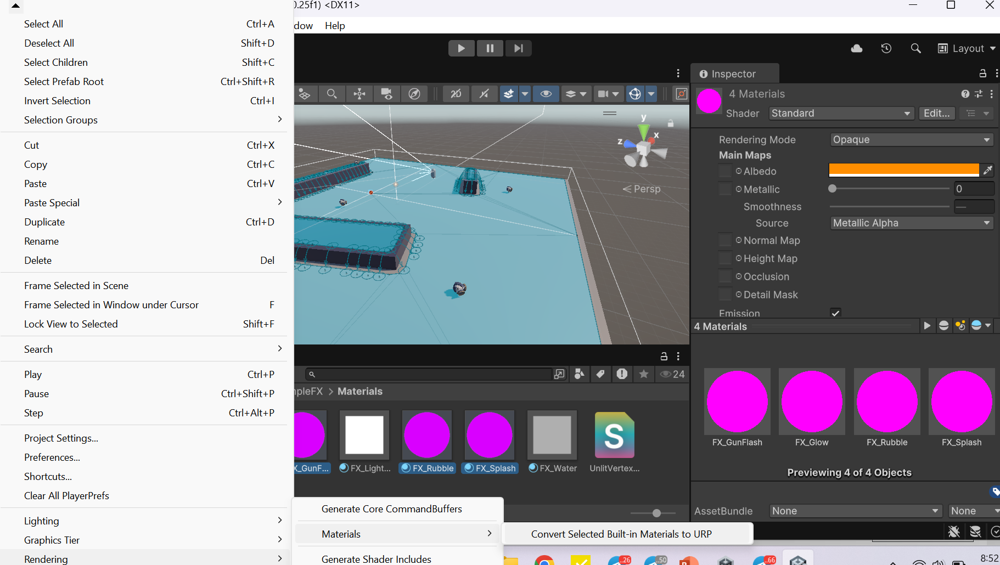 0.25f1) <DX11>
dow Help
Select All Ctrl+A
Deselect All Shift+D
Select Children Shift+C
Select Prefab Root Ctrl+Shift+R
Invert Selection Ctrl+I
Selection Groups
Cut Ctrl+X
Copy Ctrl+C
Paste Ctrl+V
Paste Special
Duplicate Ctrl+D
Rename
Delete Del
Frame Selected in Scene
Frame Selected in Window under Cursor F
Lock View to Selected Shift+F
Search
Play Ctrl+P
Pause Ctrl+Shift+P
Step Ctrl+Alt+P
Project Settings...
Preferences...
Shortcuts...
Clear All PlayerPrefs
Lighting
Graphics Tier
Rendering
Generate Core CommandBuffers
Materials
Generate Shader Includes
Convert Selected Built-in Materials to URP
Layout
2D
y
x
z
Persp
24
npleFX > Materials
X_GunF...
FX_Light...
FX_Rubble
FX_Splash
FX_Water
UnlitVertex...
Inspector
4 Materials
Shader Standard Edit...
Rendering Mode Opaque
Main Maps
Albedo
Metallic 0
Smoothness —
Source Metallic Alpha
Normal Map
Height Map
Occlusion
Detail Mask
Emission
4 Materials
FX_GunFlash
FX_Glow
FX_Rubble
FX_Splash
Previewing 4 of 4 Objects
AssetBundle None None
..26
..50
..66
8:52